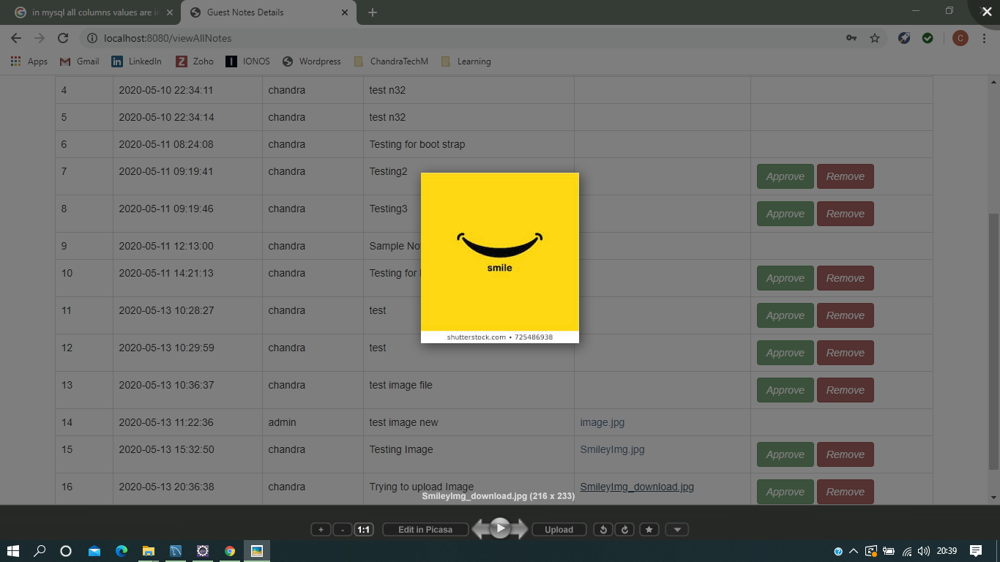 in mysql all columns values are in
Guest Notes Details
localhost:8080/viewAllNotes
C
Apps Gmail LinkedIn Zoho IONOS Wordpress ChandraTechM Learning
4 2020-05-10 22:34:11 chandra test n32
5 2020-05-10 22:34:14 chandra test n32
6 2020-05-11 08:24:08 chandra Testing for boot strap
7 2020-05-11 09:19:41 chandra Testing2 Approve Remove
8 2020-05-11 09:19:46 chandra Testing3 Approve Remove
9 2020-05-11 12:13:00 chandra Sample
10 2020-05-11 14:21:13 chandra Testing for Approve Remove
11 2020-05-13 10:28:27 chandra test Approve Remove
12 2020-05-13 10:29:59 chandra test Approve Remove
13 2020-05-13 10:36:37 chandra test image file Approve Remove
14 2020-05-13 11:22:36 admin test image new image.jpg
15 2020-05-13 15:32:50 chandra Testing Image SmileyImg.jpg Approve Remove
16 2020-05-13 20:36:38 chandra Trying to upload Image SmileyImg_download.jpg Approve Remove
smile
shutterstock.com • 725486938
SmileyImg_download.jpg (216 x 233)
+ - 1:1 Edit in Picasa Upload
20:39